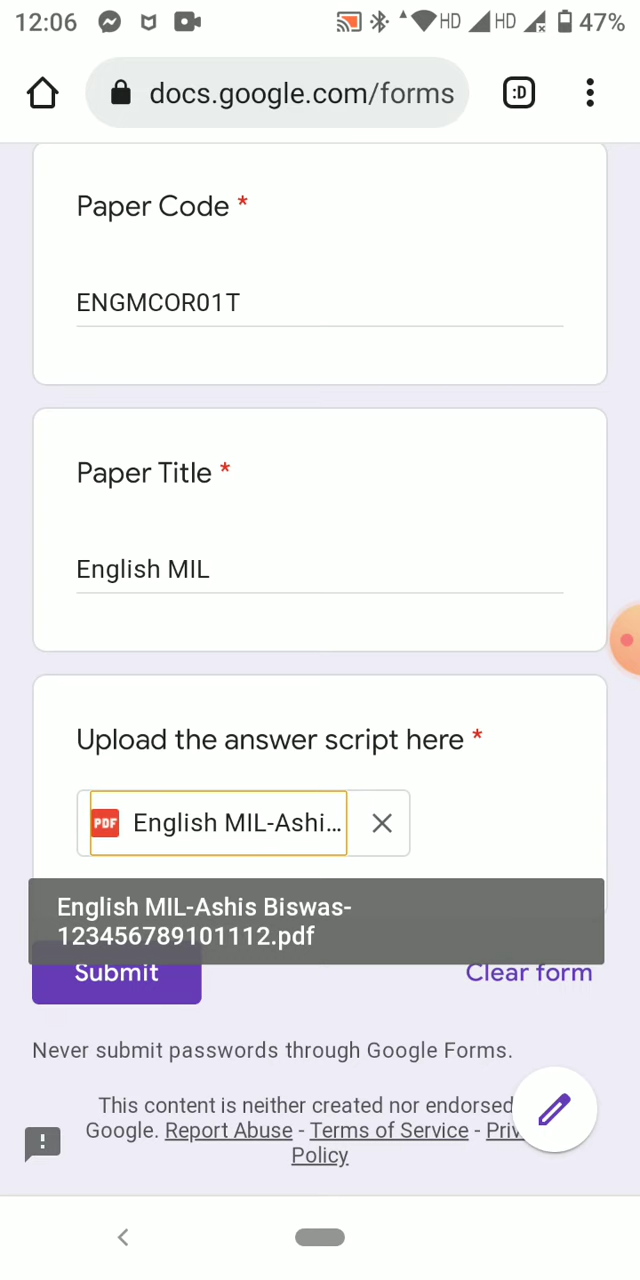 12:06 HD HD 47%
docs.google.com/forms :D
Paper Code *
ENGMCOR01T
Paper Title *
English MIL
Upload the answer script here *
PDF English MIL-Ashi...
English MIL-Ashis Biswas-
123456789101112.pdf
Submit Clear form
Never submit passwords through Google Forms.
This content is neither created nor endorsed
Google. Report Abuse - Terms of Service - Priv
Policy